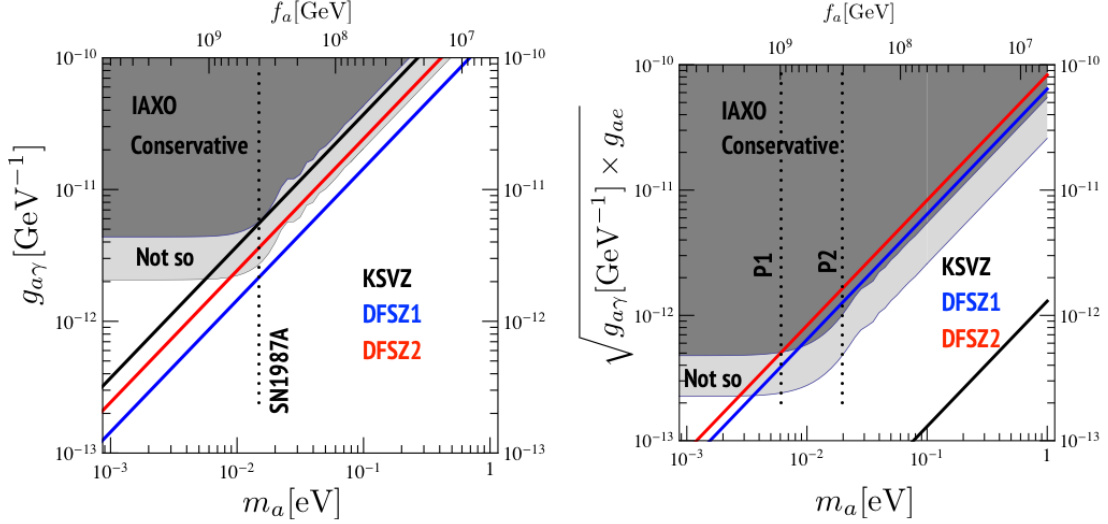 f_a[GeV]
10^9 10^8 10^7
10^-10 10^-10
10^-11 10^-11
10^-12 10^-12
10^-13 10^-13
g_aγ[GeV^-1]
IAXO
Conservative
Not so
SN1987A
KSVZ
DFSZ1
DFSZ2
10^-3 10^-2 10^-1 1
m_a[eV]
f_a[GeV]
10^9 10^8 10^7
10^-10 10^-10
10^-11 10^-11
10^-12 10^-12
10^-13 10^-13
√g_aγ[GeV^-1] × g_ae
IAXO
Conservative
P1
P2
Not so
KSVZ
DFSZ1
DFSZ2
10^-3 10^-2 10^-1 1
m_a[eV]